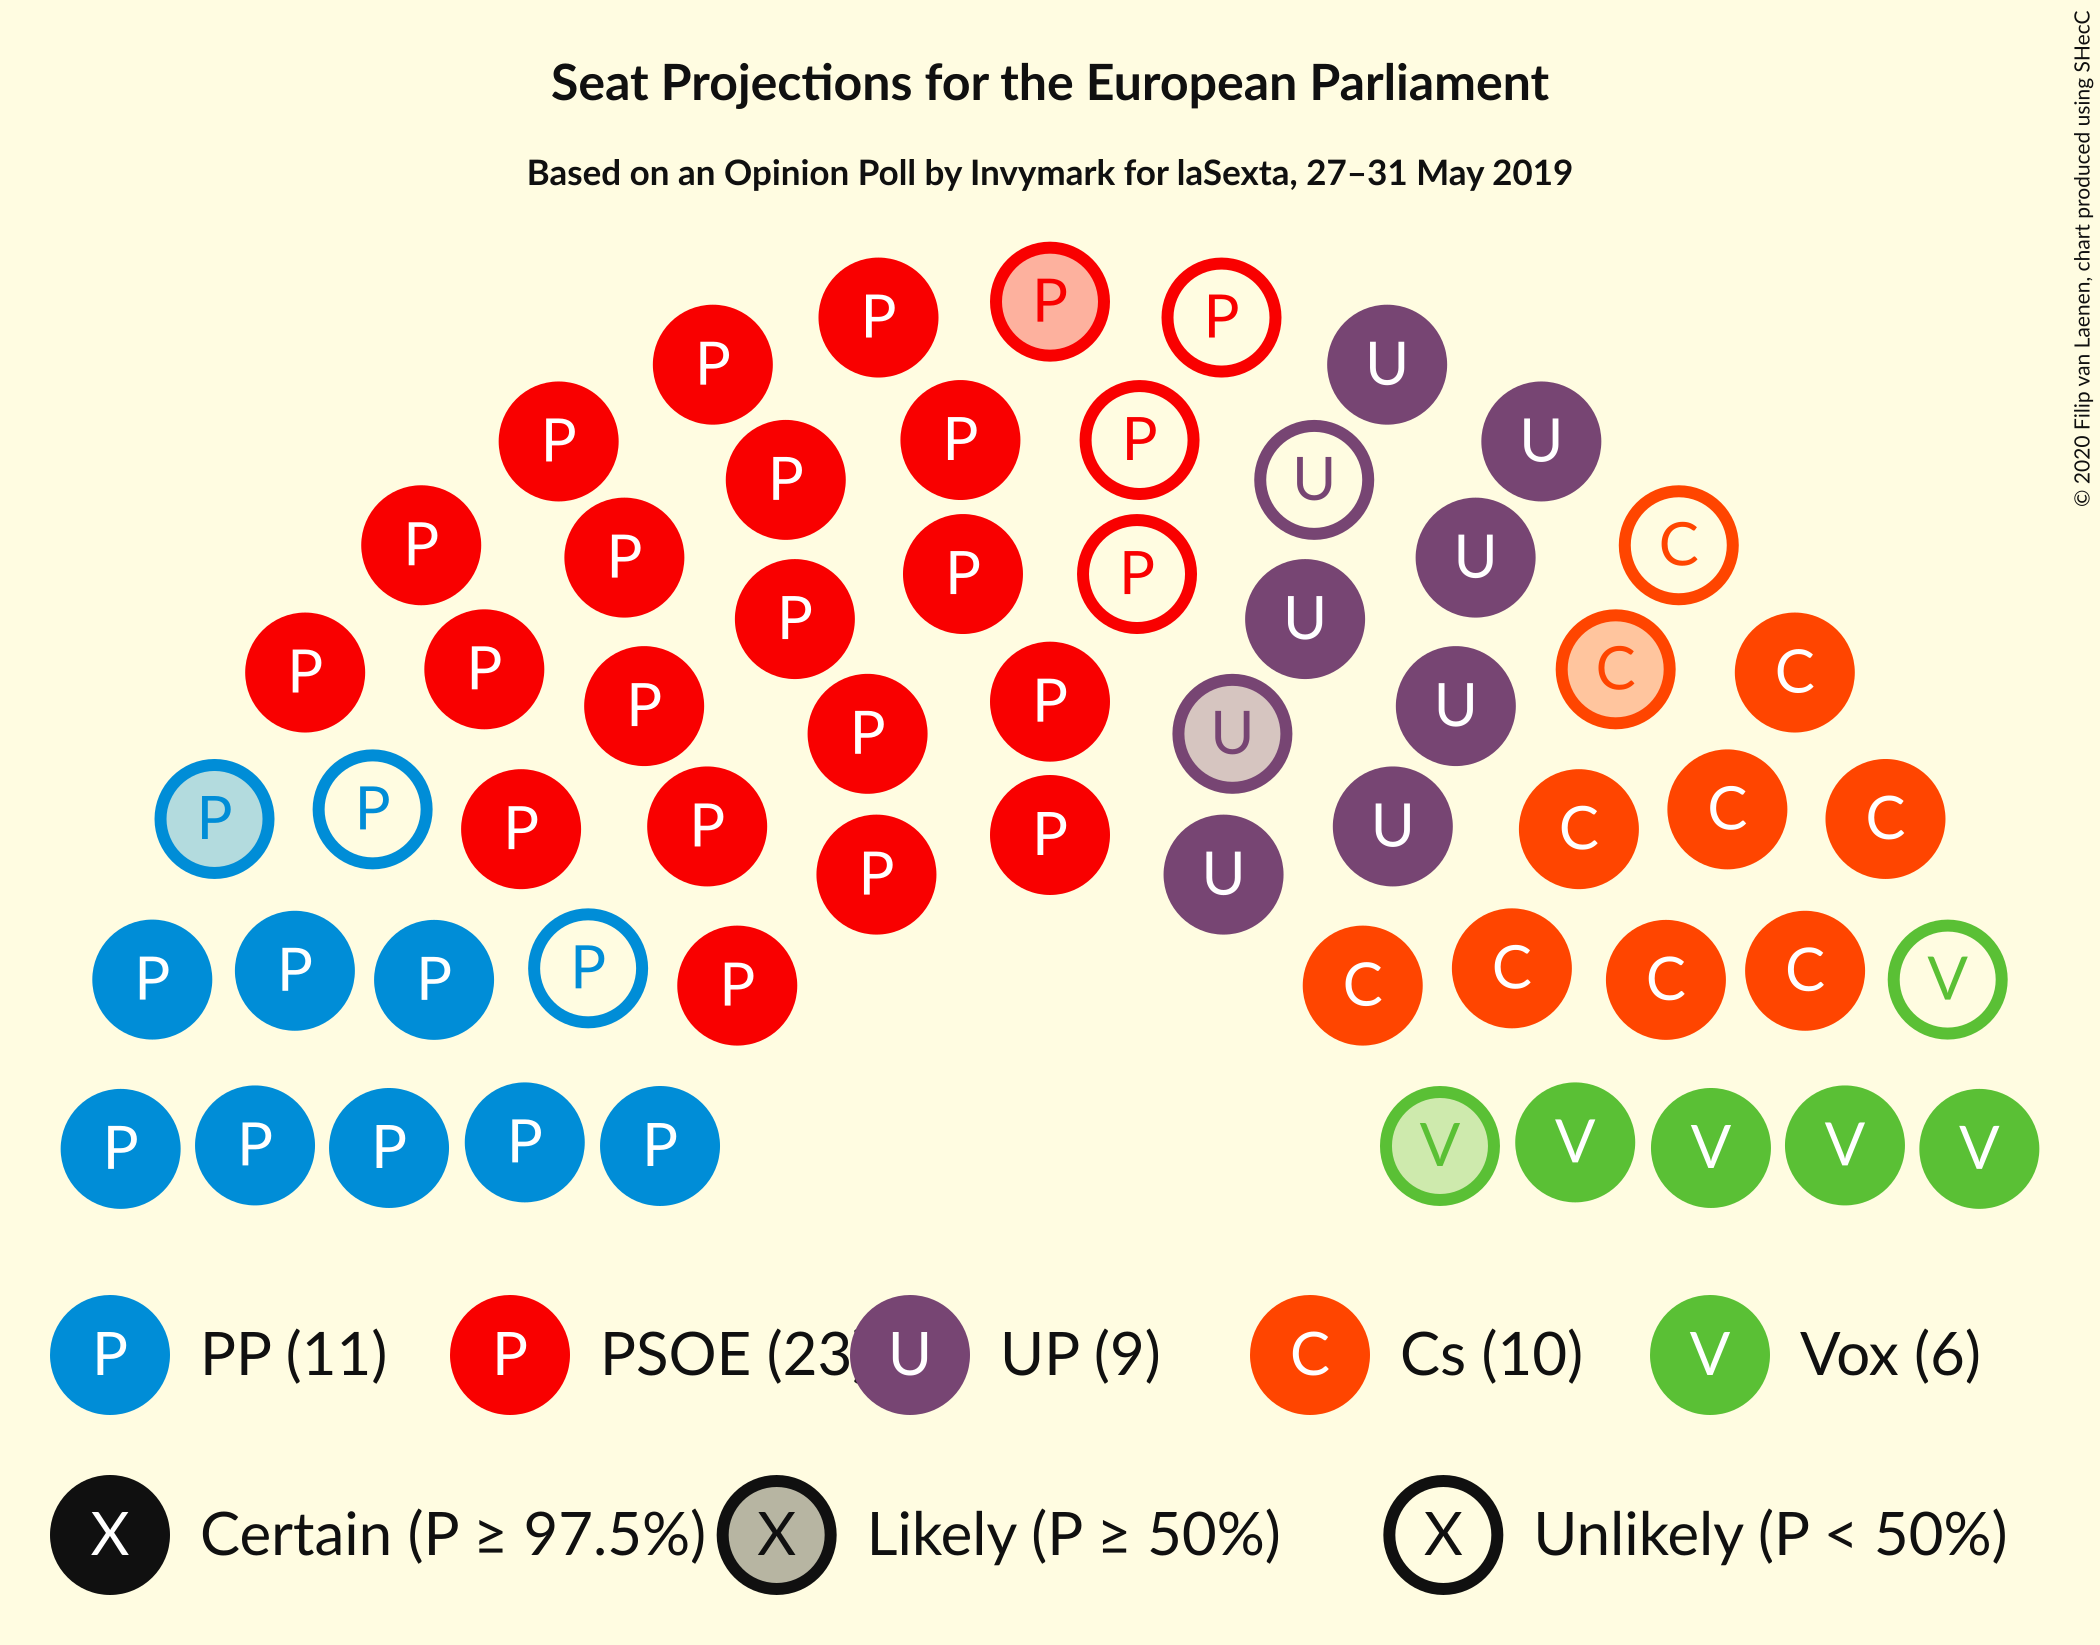 Seat Projections for the European Parliament
Based on an Opinion Poll by Invymark for laSexta, 27–31 May 2019
© 2020 Filip van Laenen, chart produced using SHecC
P P P
P P U
P P P U
P U
P P U C
P P
P U
P P C C
P P
P P U U
P P C C C
P P P U
P P U
P P C C
P P P C C V
P P C
P P P P P V V V V V
P PP (11) P PSOE (23) U UP (9) C Cs (10) V Vox (6)
X Certain (P ≥ 97.5%) X Likely (P ≥ 50%) X Unlikely (P < 50%)